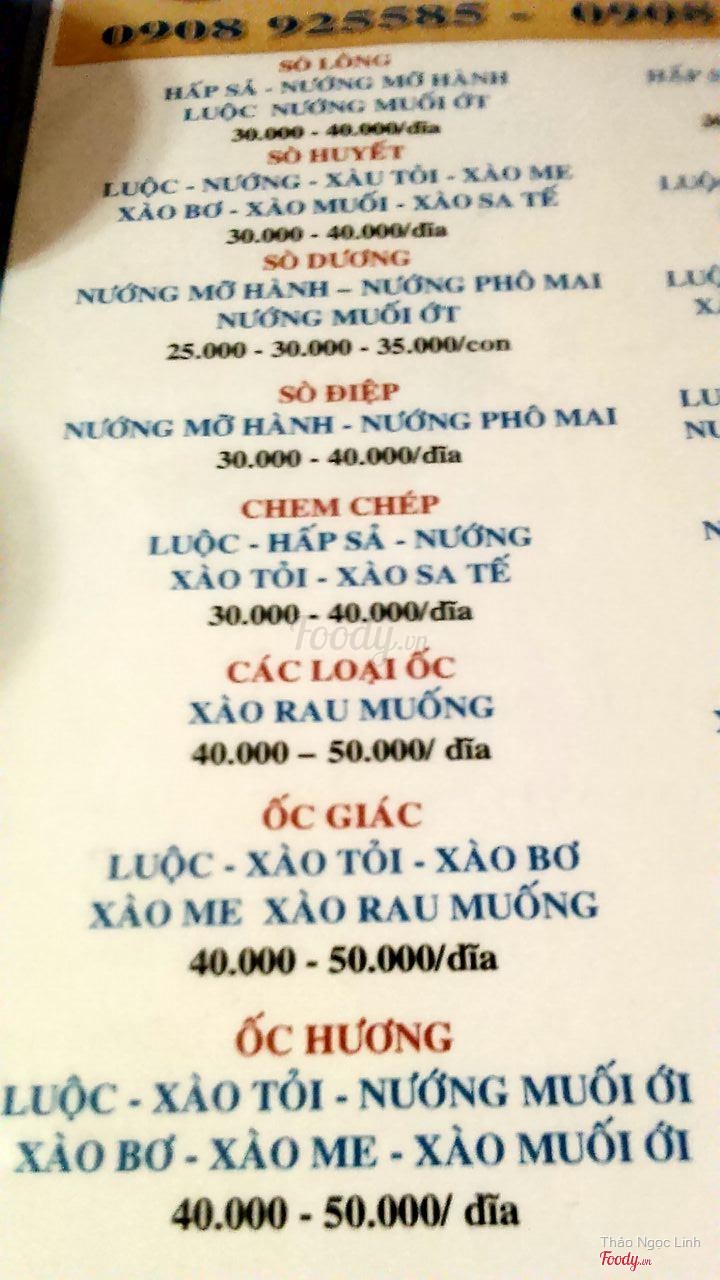 0908 925585 - 0908
SÒ LÔNG
HẤP SẢ - NƯỚNG MỠ HÀNH
LUỘC NƯỚNG MUỐI ỚT
30.000 - 40.000/đĩa
SÒ HUYẾT
LUỘC - NƯỚNG - XÀU TỎI - XÀO ME
XÀO BƠ - XÀO MUỐI - XÀO SA TẾ
30.000 - 40.000/đĩa
SÒ DƯƠNG
NƯỚNG MỠ HÀNH – NƯỚNG PHÔ MAI
NƯỚNG MUỐI ỚT
25.000 - 30.000 - 35.000/con
SÒ ĐIỆP
NƯỚNG MỠ HÀNH - NƯỚNG PHÔ MAI
30.000 - 40.000/đĩa
CHEM CHÉP
LUỘC - HẤP SẢ - NƯỚNG
XÀO TỎI - XÀO SA TẾ
30.000 - 40.000/đĩa
Foody.vn
CÁC LOẠI ỐC
XÀO RAU MUỐNG
40.000 – 50.000/ đĩa
ỐC GIÁC
LUỘC - XÀO TỎI - XÀO BƠ
XÀO ME XÀO RAU MUỐNG
40.000 - 50.000/đĩa
ỐC HƯƠNG
LUỘC - XÀO TỎI - NƯỚNG MUỐI ỚI
XÀO BƠ - XÀO ME - XÀO MUỐI ỚI
40.000 - 50.000/ đĩa
Thảo Ngọc Linh
Foody.vn